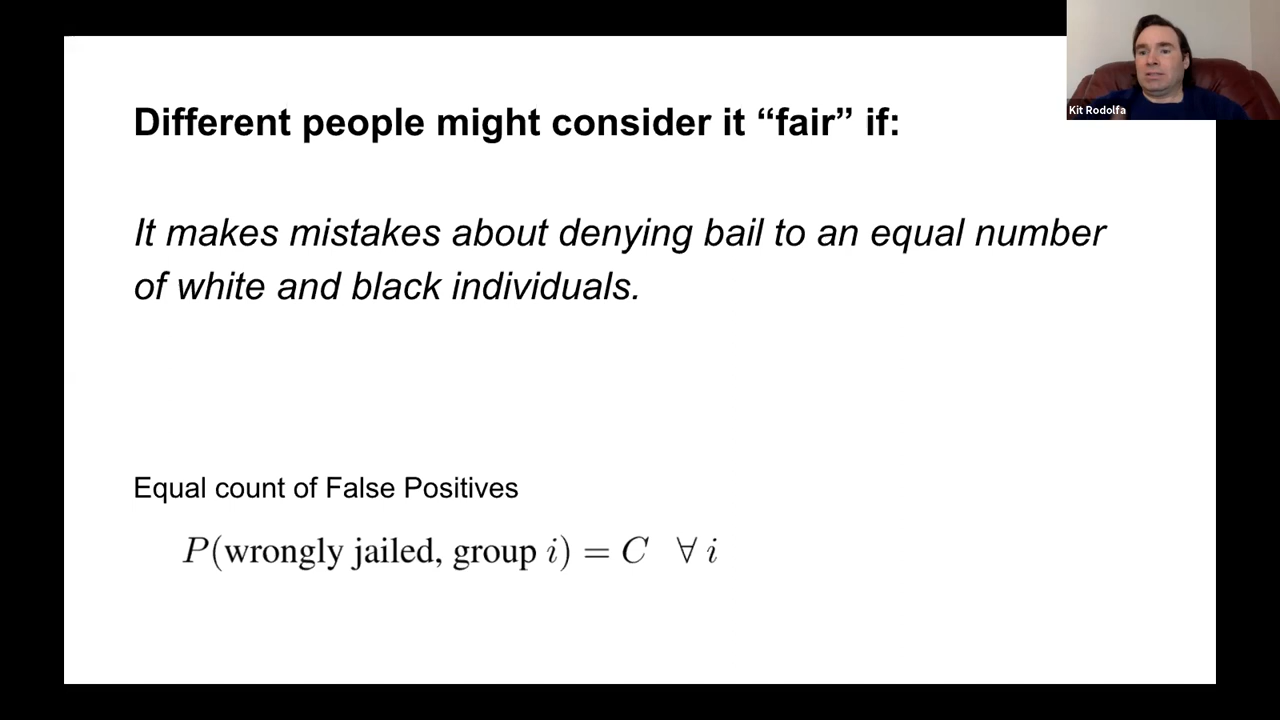 Different people might consider it “fair” if:
Kit Rodolfa
It makes mistakes about denying bail to an equal number
of white and black individuals.
Equal count of False Positives
P(wrongly jailed, group i) = C ∀ i